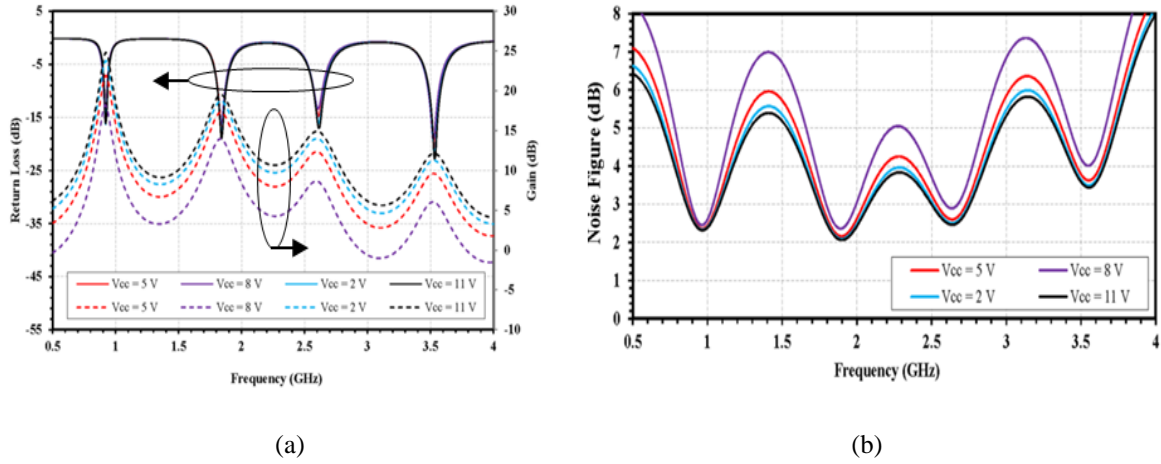 5
-5
-15
-25
-35
-45
-55
Return Loss (dB)
30
25
20
15
10
5
0
-5
-10
Gain (dB)
Vcc = 5 V Vcc = 8 V Vcc = 2 V Vcc = 11 V
Vcc = 5 V Vcc = 8 V Vcc = 2 V Vcc = 11 V
0.5 1 1.5 2 2.5 3 3.5 4
Frequency (GHz)
(a)
8
7
6
5
4
3
2
1
0
Noise Figure (dB)
Vcc = 5 V Vcc = 8 V
Vcc = 2 V Vcc = 11 V
0.5 1 1.5 2 2.5 3 3.5 4
Frequency (GHz)
(b)